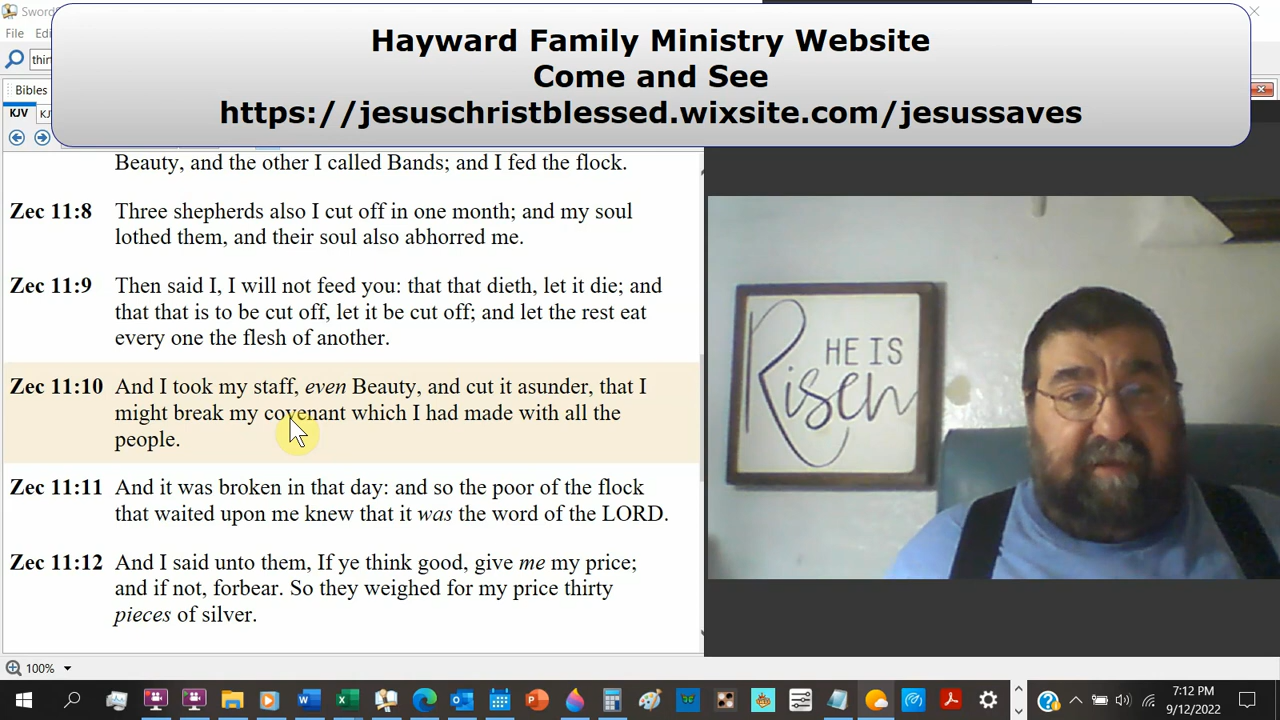 Hayward Family Ministry Website
Come and See
https://jesuschristblessed.wixsite.com/jesussaves
Sword
File Edi
thir
Bibles
KJV KJ
Beauty, and the other I called Bands; and I fed the flock.
Zec 11:8 Three shepherds also I cut off in one month; and my soul
lothed them, and their soul also abhorred me.
Zec 11:9 Then said I, I will not feed you: that that dieth, let it die; and
that that is to be cut off, let it be cut off; and let the rest eat
every one the flesh of another.
Zec 11:10 And I took my staff, even Beauty, and cut it asunder, that I
might break my covenant which I had made with all the
people.
Zec 11:11 And it was broken in that day: and so the poor of the flock
that waited upon me knew that it was the word of the LORD.
Zec 11:12 And I said unto them, If ye think good, give me my price;
and if not, forbear. So they weighed for my price thirty
pieces of silver.
HE IS
Risen
100%
7:12 PM
9/12/2022